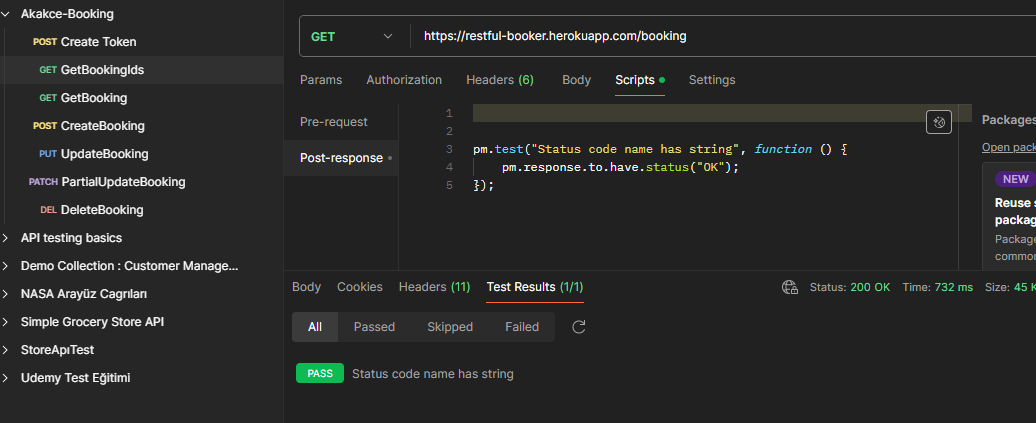 Akakce-Booking
POST Create Token
GET GetBookingIds
GET GetBooking
POST CreateBooking
PUT UpdateBooking
PATCH PartialUpdateBooking
DEL DeleteBooking
API testing basics
Demo Collection : Customer Manage...
NASA Arayüz Cagrıları
Simple Grocery Store API
StoreApıTest
Udemy Test Eğitimi
GET https://restful-booker.herokuapp.com/booking
Params Authorization Headers (6) Body Scripts Settings
Pre-request
Post-response
1
2
3 pm.test("Status code name has string", function () {
4 pm.response.to.have.status("OK");
5 });
Packages
Open pack
NEW
Reuse s
packag
Package
common
Body Cookies Headers (11) Test Results (1/1) Status: 200 OK Time: 732 ms Size: 45 K
All Passed Skipped Failed
PASS Status code name has string